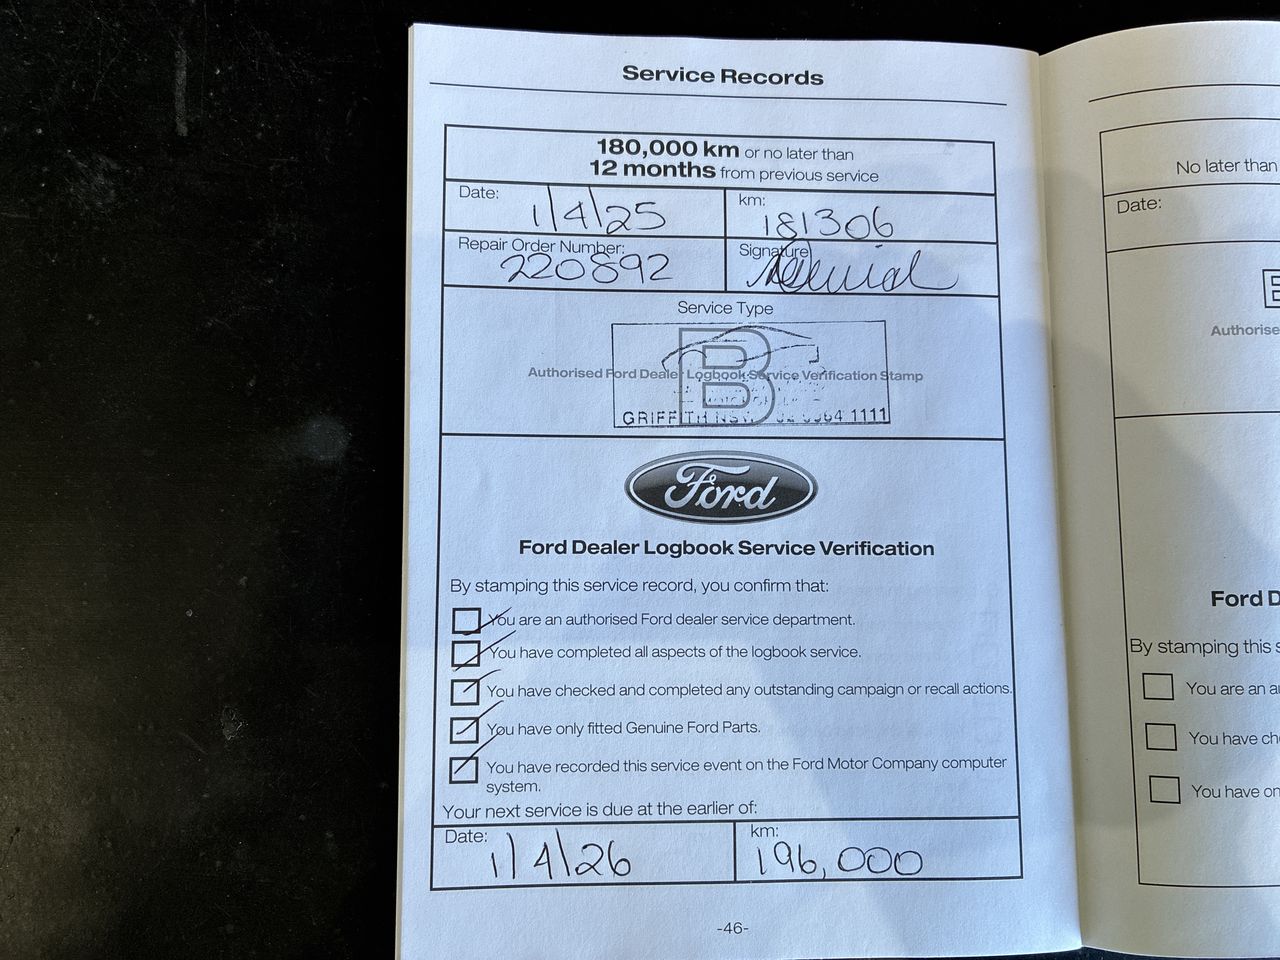 Service Records
180,000 km or no later than
12 months from previous service
Date: 1/4/25
km: 181306
Repair Order Number: 220892
Signature
Service Type
B
Authorised Ford Dealer Logbook Service Verification Stamp
GRIFFITH NSW 1111
Ford
Ford Dealer Logbook Service Verification
By stamping this service record, you confirm that:
You are an authorised Ford dealer service department.
You have completed all aspects of the logbook service.
You have checked and completed any outstanding campaign or recall actions.
You have only fitted Genuine Ford Parts.
You have recorded this service event on the Ford Motor Company computer
system.
Your next service is due at the earlier of:
Date: 1/4/26
km: 196,000
-46-
No later than
Date:
Authorise
Ford D
By stamping this s
You are an au
You have ch
You have on